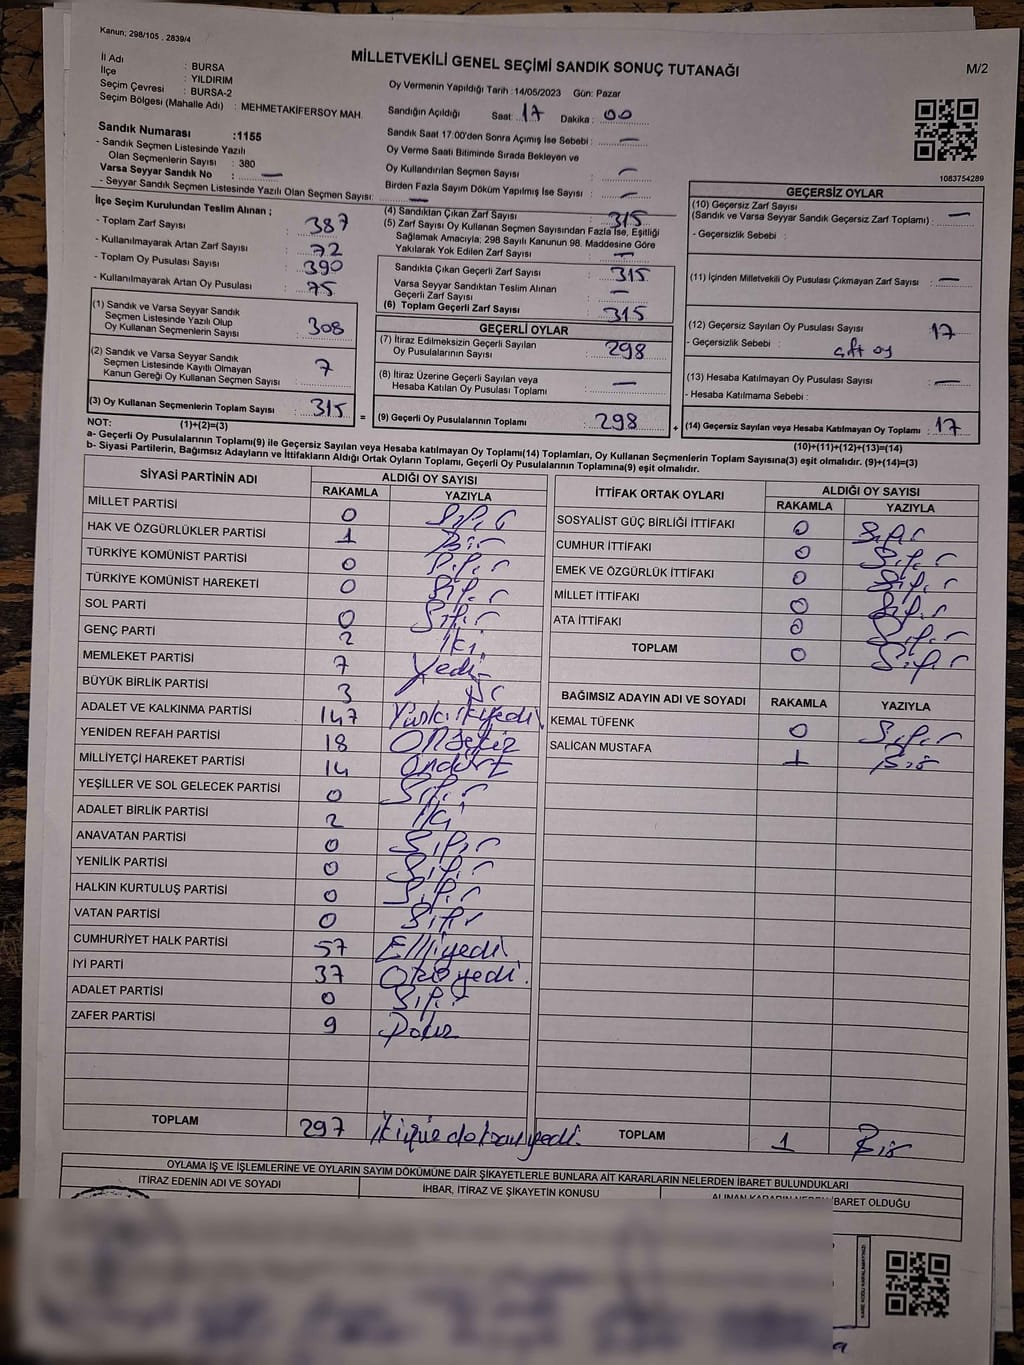 Kanun; 298/105 , 2839/4
MİLLETVEKİLİ GENEL SEÇİMİ SANDIK SONUÇ TUTANAĞI
M/2
İl Adı : BURSA
İlçe : YILDIRIM
Seçim Çevresi : BURSA-2
Seçim Bölgesi (Mahalle Adı) : MEHMETAKİFERSOY MAH.
Sandık Numarası :1155
- Sandık Seçmen Listesinde Yazılı
Olan Seçmenlerin Sayısı : 380
Varsa Seyyar Sandık No : —
- Seyyar Sandık Seçmen Listesinde Yazılı Olan Seçmen Sayısı: —
Oy Vermenin Yapıldığı Tarih :14/05/2023 Gün: Pazar
Sandığın Açıldığı Saat: 17 Dakika : 00
Sandık Saat 17:00'den Sonra Açımış İse Sebebi : —
Oy Verme Saati Bitiminde Sırada Bekleyen ve
Oy Kullandırılan Seçmen Sayısı : —
Birden Fazla Sayım Döküm Yapılmış İse Sayısı : —
1083754289
İlçe Seçim Kurulundan Teslim Alınan ;
- Toplam Zarf Sayısı : 387
- Kullanılmayarak Artan Zarf Sayısı : 72
- Toplam Oy Pusulası Sayısı : 390
- Kullanılmayarak Artan Oy Pusulası : 75
(1) Sandık ve Varsa Seyyar Sandık
Seçmen Listesinde Yazılı Olup
Oy Kullanan Seçmenlerin Sayısı : 308
(2) Sandık ve Varsa Seyyar Sandık
Seçmen Listesinde Kayıtlı Olmayan
Kanun Gereği Oy Kullanan Seçmen Sayısı : 7
(3) Oy Kullanan Seçmenlerin Toplam Sayısı : 315
(1)+(2)=(3)
(4) Sandıktan Çıkan Zarf Sayısı : 315
(5) Zarf Sayısı Oy Kullanan Seçmen Sayısından Fazla İse, Eşitliği
Sağlamak Amacıyla; 298 Sayılı Kanunun 98. Maddesine Göre
Yakılarak Yok Edilen Zarf Sayısı : —
Sandıkta Çıkan Geçerli Zarf Sayısı : 315
Varsa Seyyar Sandıktan Teslim Alınan
Geçerli Zarf Sayısı : —
(6) Toplam Geçerli Zarf Sayısı : 315
GEÇERLİ OYLAR
(7) İtiraz Edilmeksizin Geçerli Sayılan
Oy Pusulalarının Sayısı : 298
(8) İtiraz Üzerine Geçerli Sayılan veya
Hesaba Katılan Oy Pusulası Toplamı : —
= (9) Geçerli Oy Pusulalarının Toplamı : 298 +
GEÇERSİZ OYLAR
(10) Geçersiz Zarf Sayısı
(Sandık ve Varsa Seyyar Sandık Geçersiz Zarf Toplamı) : —
- Geçersizlik Sebebi :
(11) İçinden Milletvekili Oy Pusulası Çıkmayan Zarf Sayısı : —
(12) Geçersiz Sayılan Oy Pusulası Sayısı : 17
- Geçersizlik Sebebi : çift oy
(13) Hesaba Katılmayan Oy Pusulası Sayısı : —
- Hesaba Katılmama Sebebi :
(14) Geçersiz Sayılan veya Hesaba Katılmayan Oy Toplamı : 17
(10)+(11)+(12)+(13)=(14)
NOT:
a- Geçerli Oy Pusulalarının Toplamı(9) ile Geçersiz Sayılan veya Hesaba katılmayan Oy Toplamı(14) Toplamları, Oy Kullanan Seçmenlerin Toplam Sayısına(3) eşit olmalıdır. (9)+(14)=(3)
b- Siyasi Partilerin, Bağımsız Adayların ve İttifakların Aldığı Ortak Oyların Toplamı, Geçerli Oy Pusulalarının Toplamına(9) eşit olmalıdır.
SİYASİ PARTİNİN ADI ALDIĞI OY SAYISI
RAKAMLA YAZIYLA
MİLLET PARTİSİ 0 Sıfır
HAK VE ÖZGÜRLÜKLER PARTİSİ 1 Bir
TÜRKİYE KOMÜNİST PARTİSİ 0 Sıfır
TÜRKİYE KOMÜNİST HAREKETİ 0 Sıfır
SOL PARTİ 0 Sıfır
GENÇ PARTİ 2 İki
MEMLEKET PARTİSİ 7 Yedi
BÜYÜK BİRLİK PARTİSİ 3 Üç
ADALET VE KALKINMA PARTİSİ 147 Yüzkırkyedi
YENİDEN REFAH PARTİSİ 18 Onsekiz
MİLLİYETÇİ HAREKET PARTİSİ 14 Ondört
YEŞİLLER VE SOL GELECEK PARTİSİ 0 Sıfır
ADALET BİRLİK PARTİSİ 2 İki
ANAVATAN PARTİSİ 0 Sıfır
YENİLİK PARTİSİ 0 Sıfır
HALKIN KURTULUŞ PARTİSİ 0 Sıfır
VATAN PARTİSİ 0 Sıfır
CUMHURİYET HALK PARTİSİ 57 Elliyedi
İYİ PARTİ 37 Otuzyedi.
ADALET PARTİSİ 0 Sıfır
ZAFER PARTİSİ 9 Dokuz
TOPLAM 297 İkiyüzdoksanyedi.
İTTİFAK ORTAK OYLARI ALDIĞI OY SAYISI
RAKAMLA YAZIYLA
SOSYALİST GÜÇ BİRLİĞİ İTTİFAKI 0 Sıfır
CUMHUR İTTİFAKI 0 Sıfır
EMEK VE ÖZGÜRLÜK İTTİFAKI 0 Sıfır
MİLLET İTTİFAKI 0 Sıfır
ATA İTTİFAKI 0 Sıfır
TOPLAM 0 Sıfır
BAĞIMSIZ ADAYIN ADI VE SOYADI RAKAMLA YAZIYLA
KEMAL TÜFENK 0 Sıfır
SALİCAN MUSTAFA 1 Bir
TOPLAM 1 Bir
OYLAMA İŞ VE İŞLEMLERİNE VE OYLARIN SAYIM DÖKÜMÜNE DAİR ŞİKAYETLERLE BUNLARA AİT KARARLARIN NELERDEN İBARET BULUNDUKLARI
İTİRAZ EDENİN ADI VE SOYADI
İHBAR, İTİRAZ VE ŞİKAYETİN KONUSU
ALINAN KARARIN NEDEN İBARET OLDUĞU